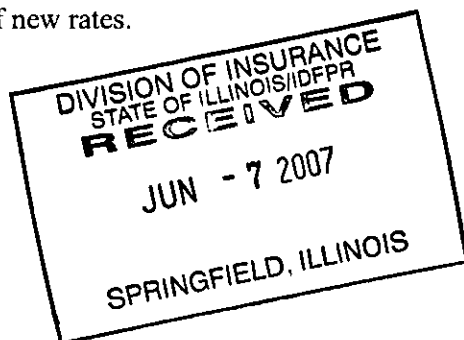 f new rates.
DIVISION OF INSURANCE
STATE OF ILLINOIS/IDFPR
RECEIVED
JUN - 7 2007
SPRINGFIELD, ILLINOIS